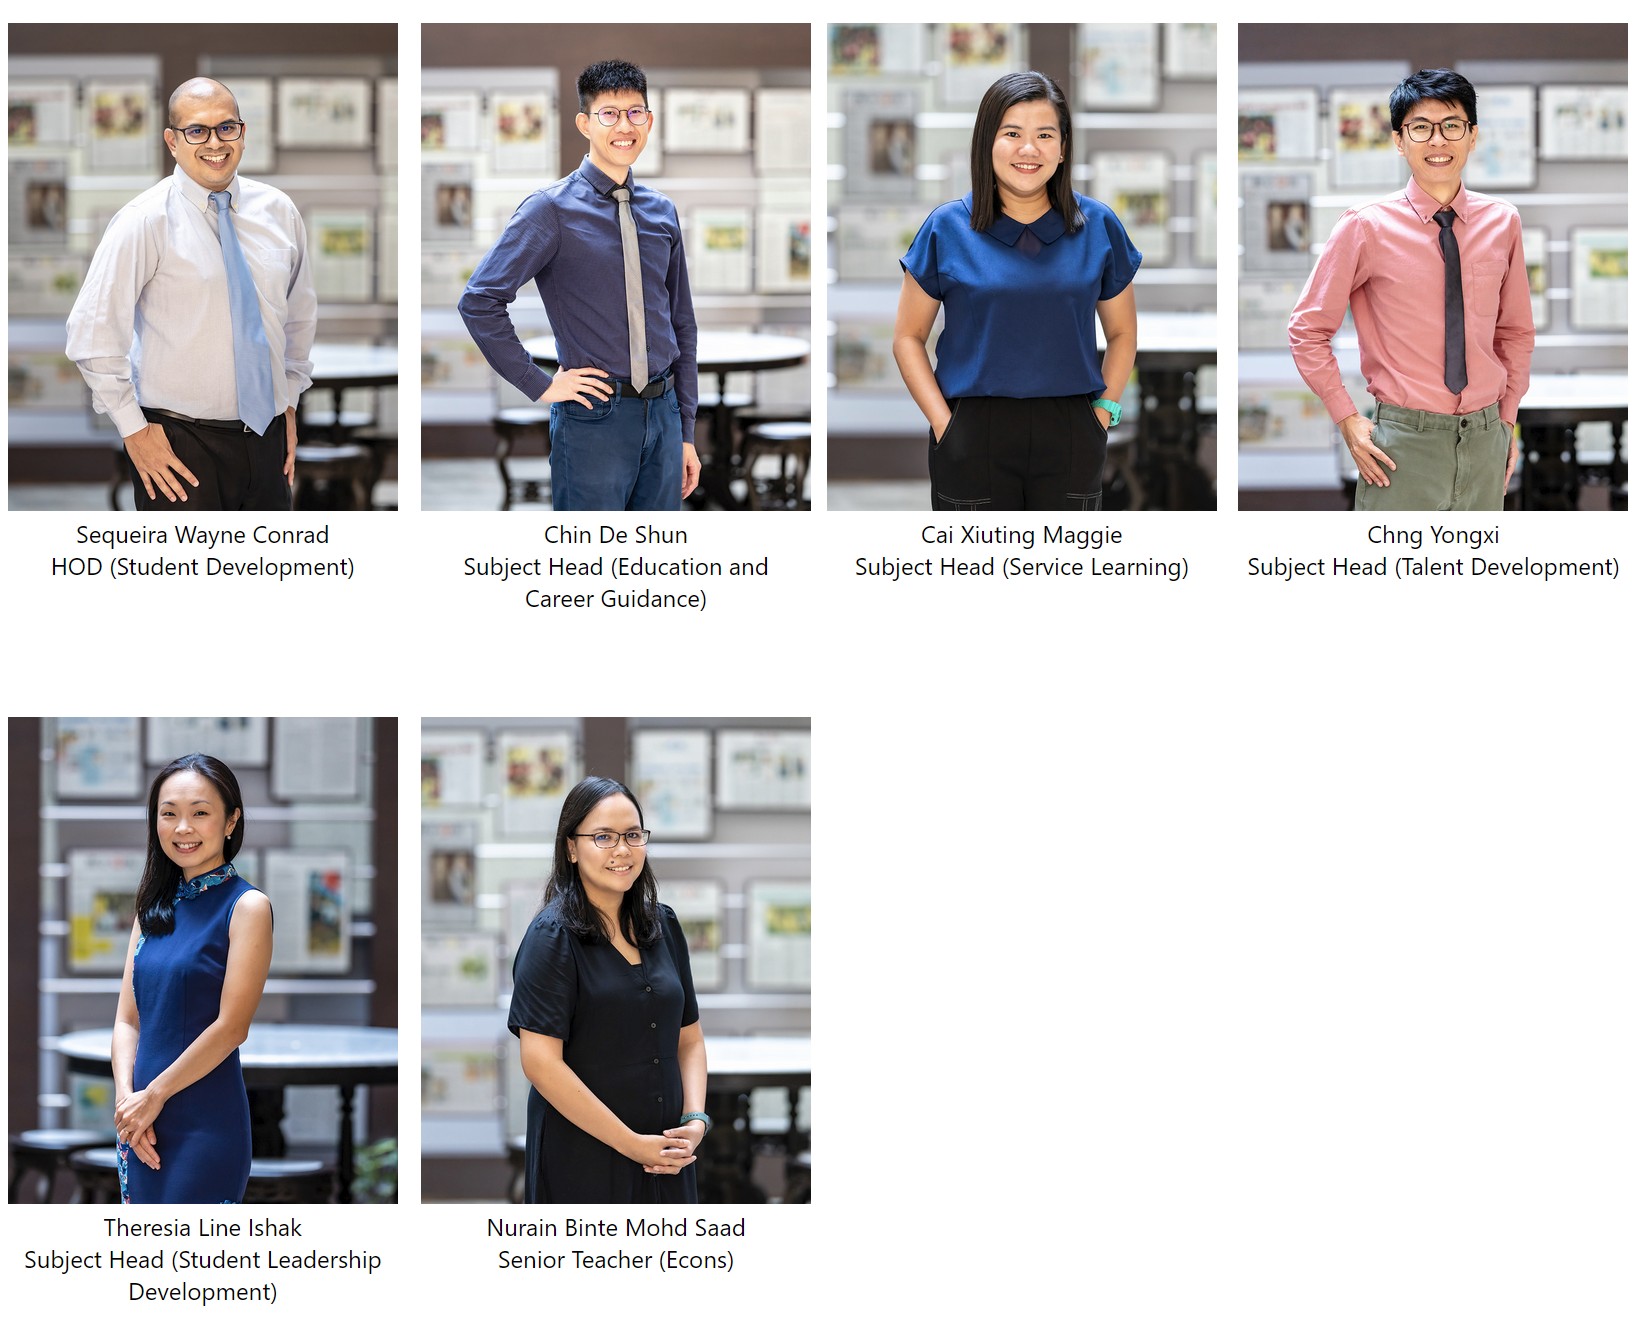 Sequeira Wayne Conrad
HOD (Student Development)
Chin De Shun
Subject Head (Education and
Career Guidance)
Cai Xiuting Maggie
Subject Head (Service Learning)
Chng Yongxi
Subject Head (Talent Development)
Theresia Line Ishak
Subject Head (Student Leadership
Development)
Nurain Binte Mohd Saad
Senior Teacher (Econs)